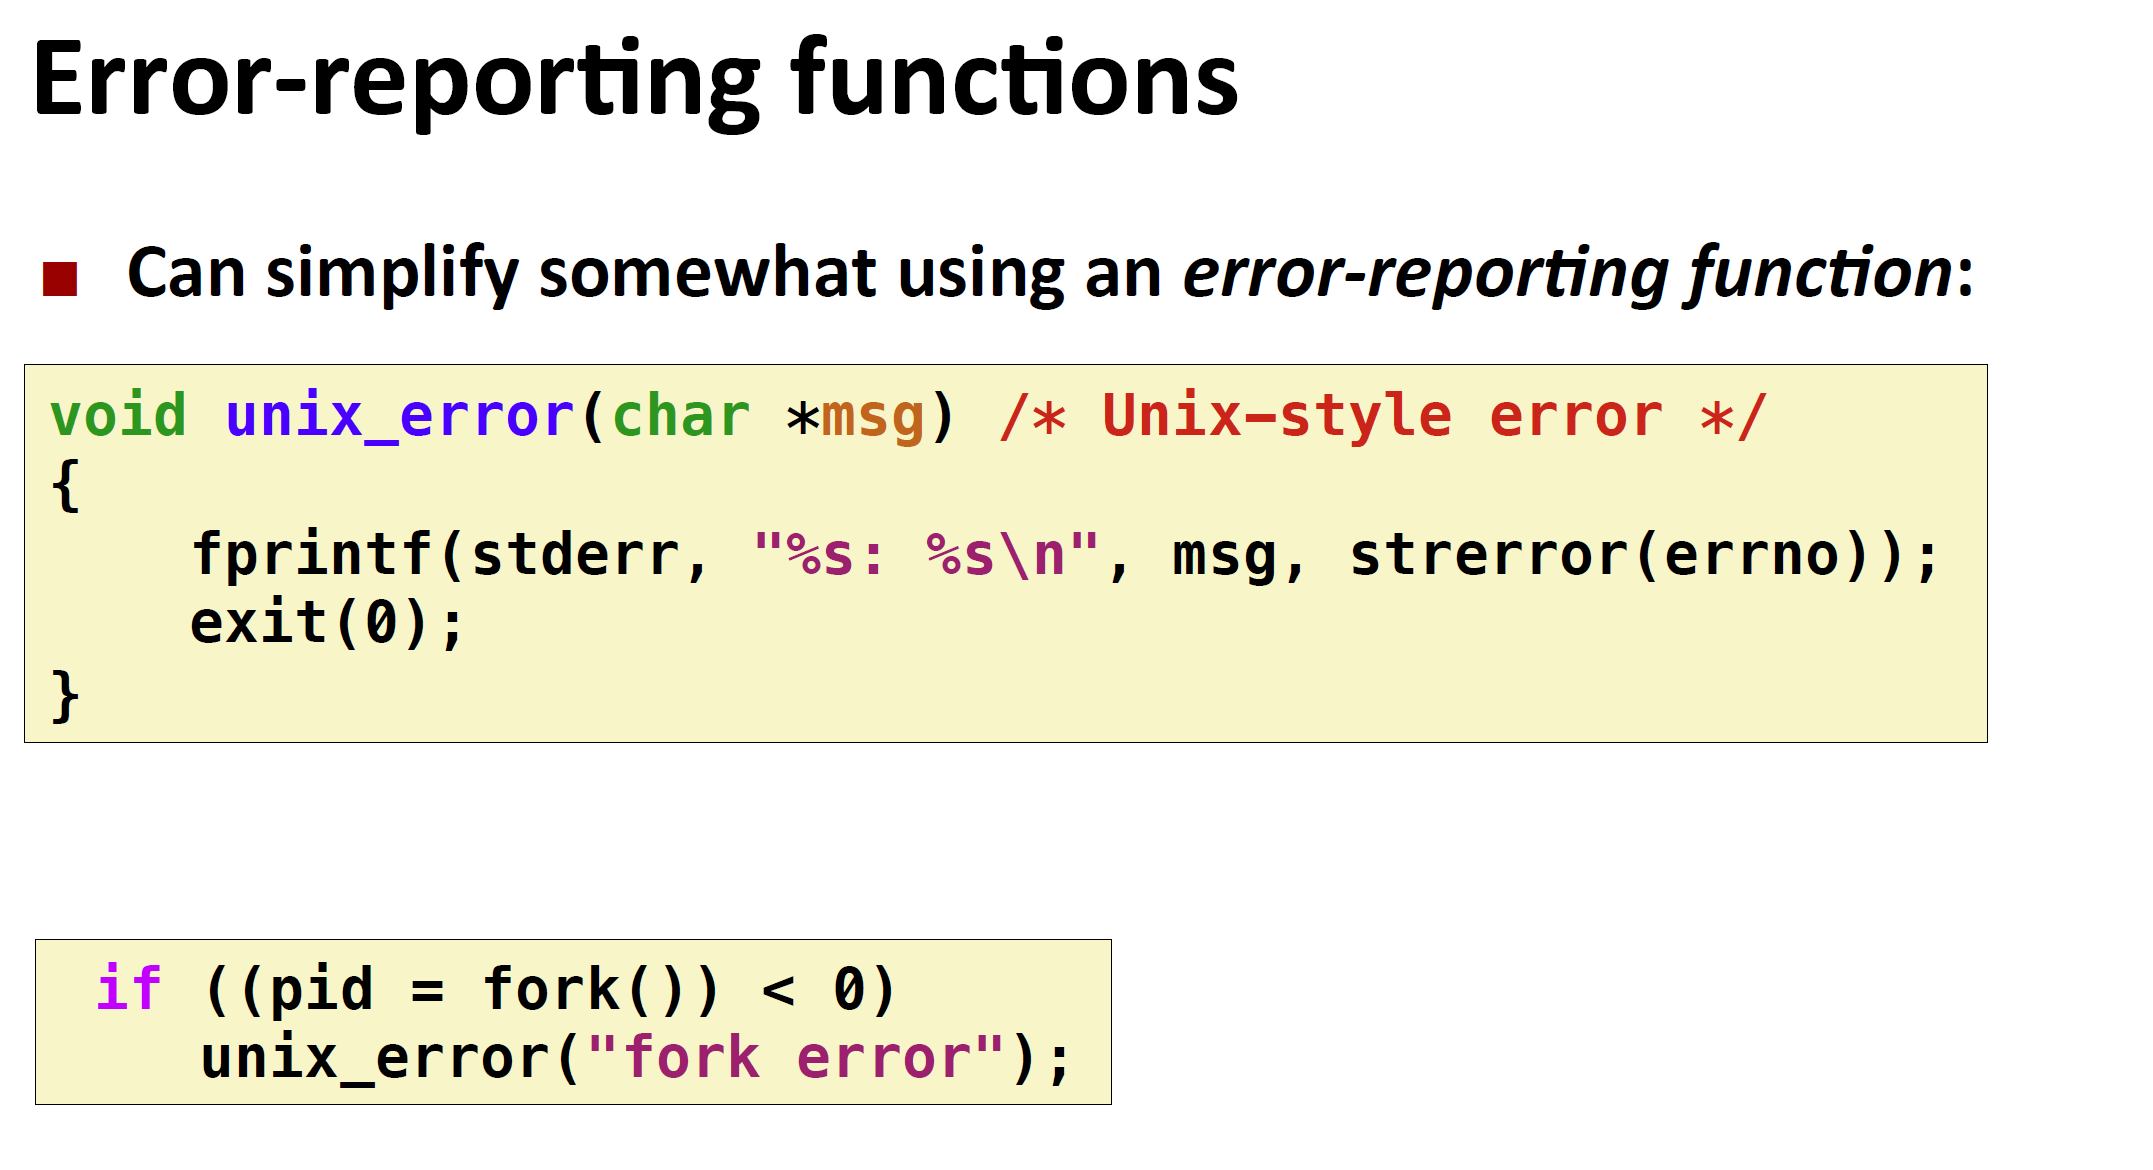 Error-reporting functions
■ Can simplify somewhat using an error-reporting function:
void unix_error(char *msg) /* Unix-style error */
{
    fprintf(stderr, "%s: %s\n", msg, strerror(errno));
    exit(0);
}
if ((pid = fork()) < 0)
    unix_error("fork error");